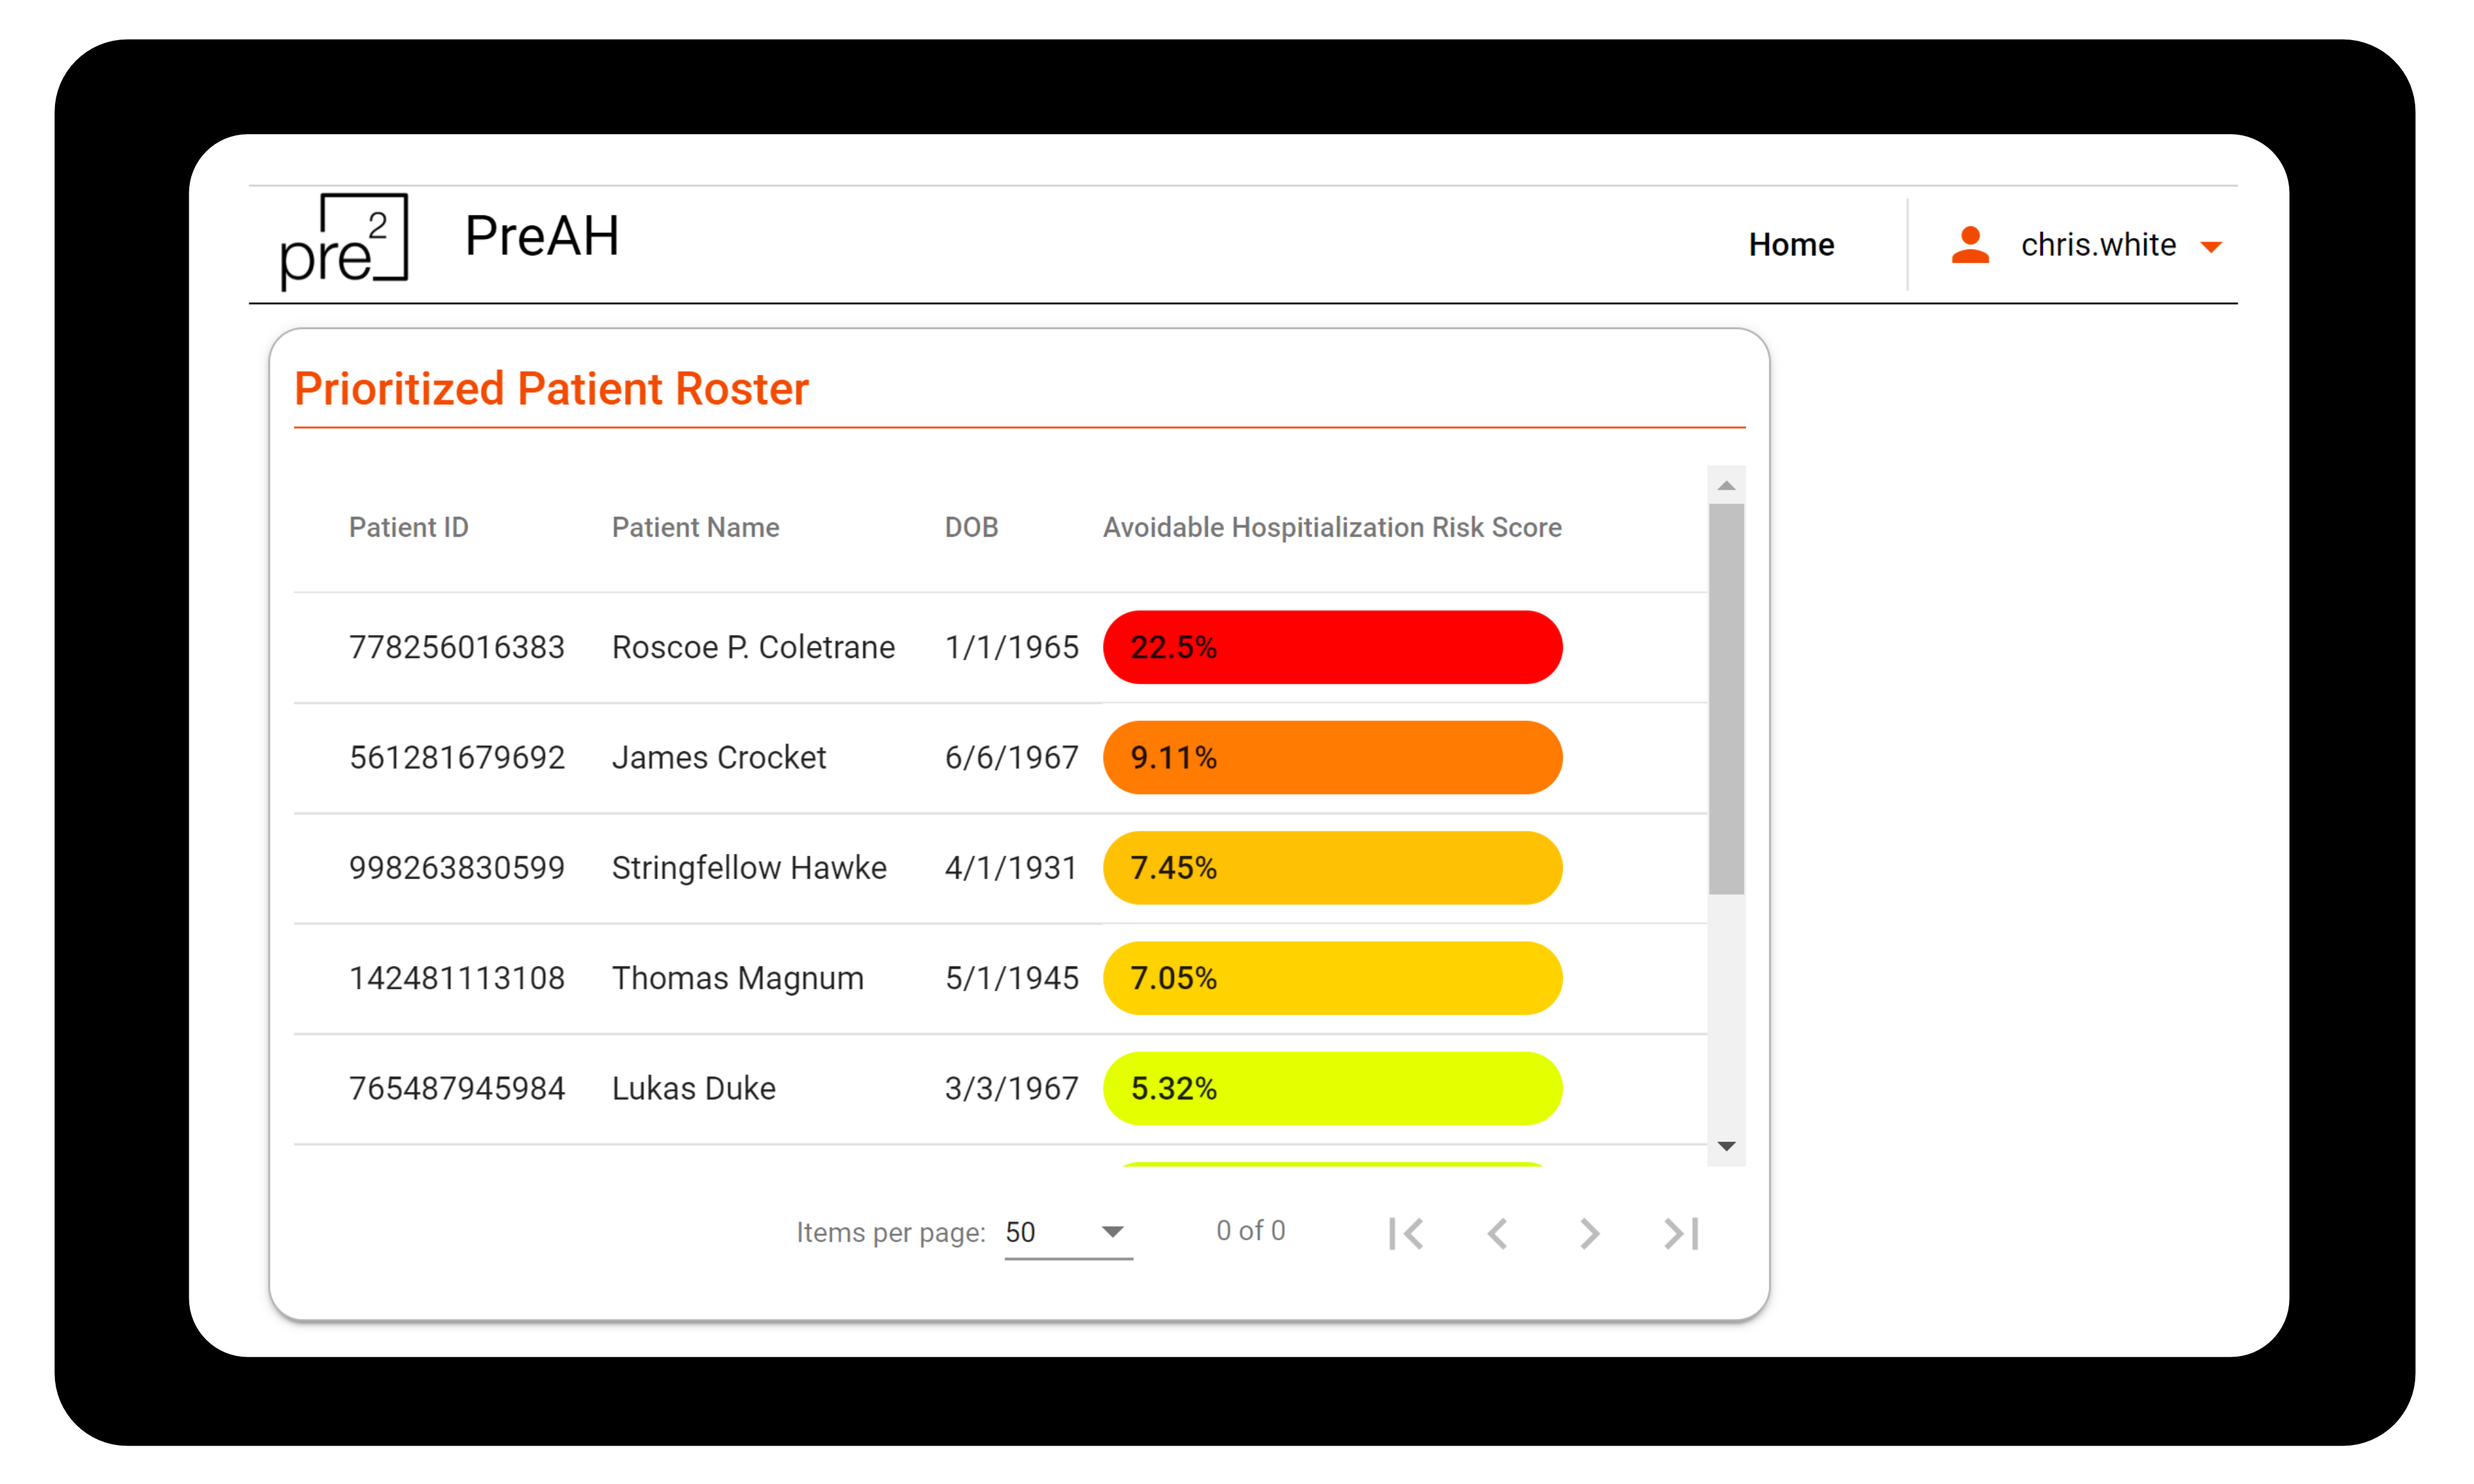 pre2 PreAH Home chris.white
Prioritized Patient Roster
Patient ID Patient Name DOB Avoidable Hospitialization Risk Score
778256016383 Roscoe P. Coletrane 1/1/1965 22.5%
561281679692 James Crocket 6/6/1967 9.11%
998263830599 Stringfellow Hawke 4/1/1931 7.45%
142481113108 Thomas Magnum 5/1/1945 7.05%
765487945984 Lukas Duke 3/3/1967 5.32%
Items per page: 50 0 of 0